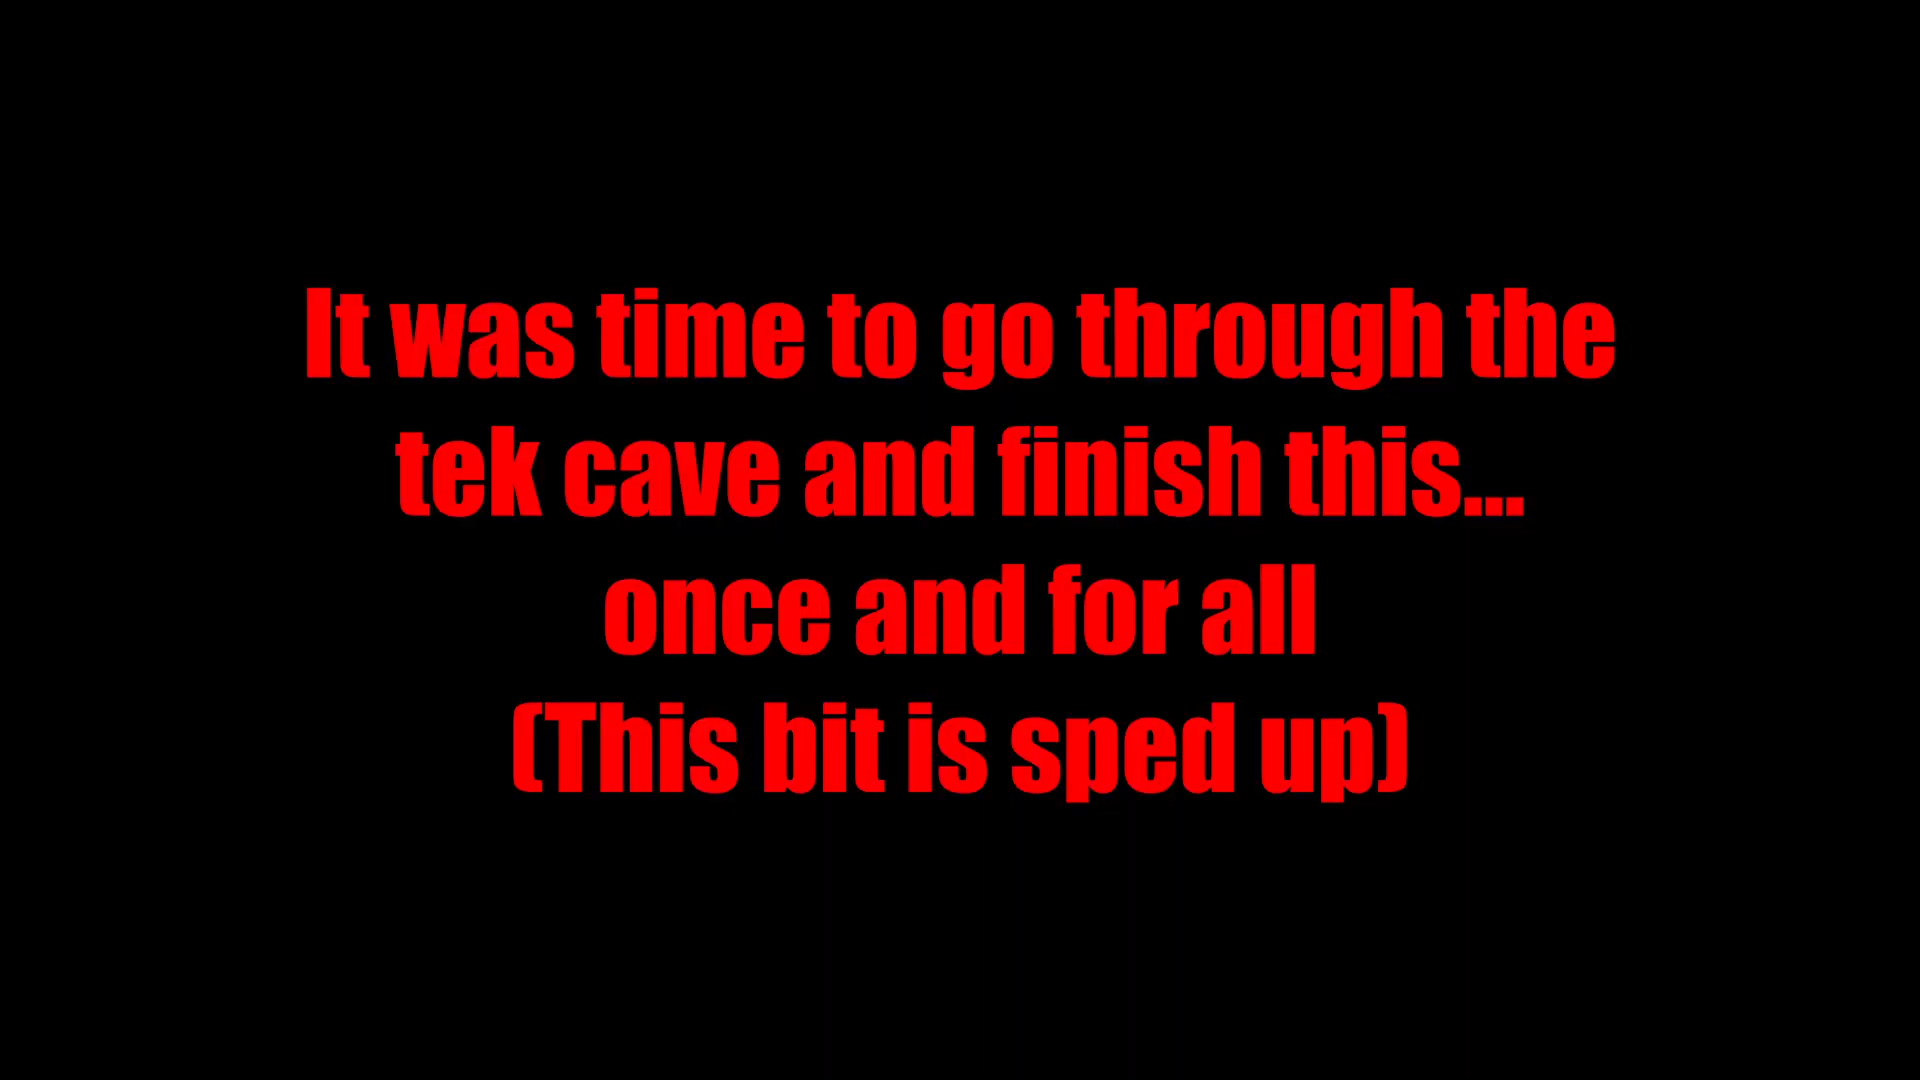 It was time to go through the
tek cave and finish this...
once and for all
(This bit is sped up)